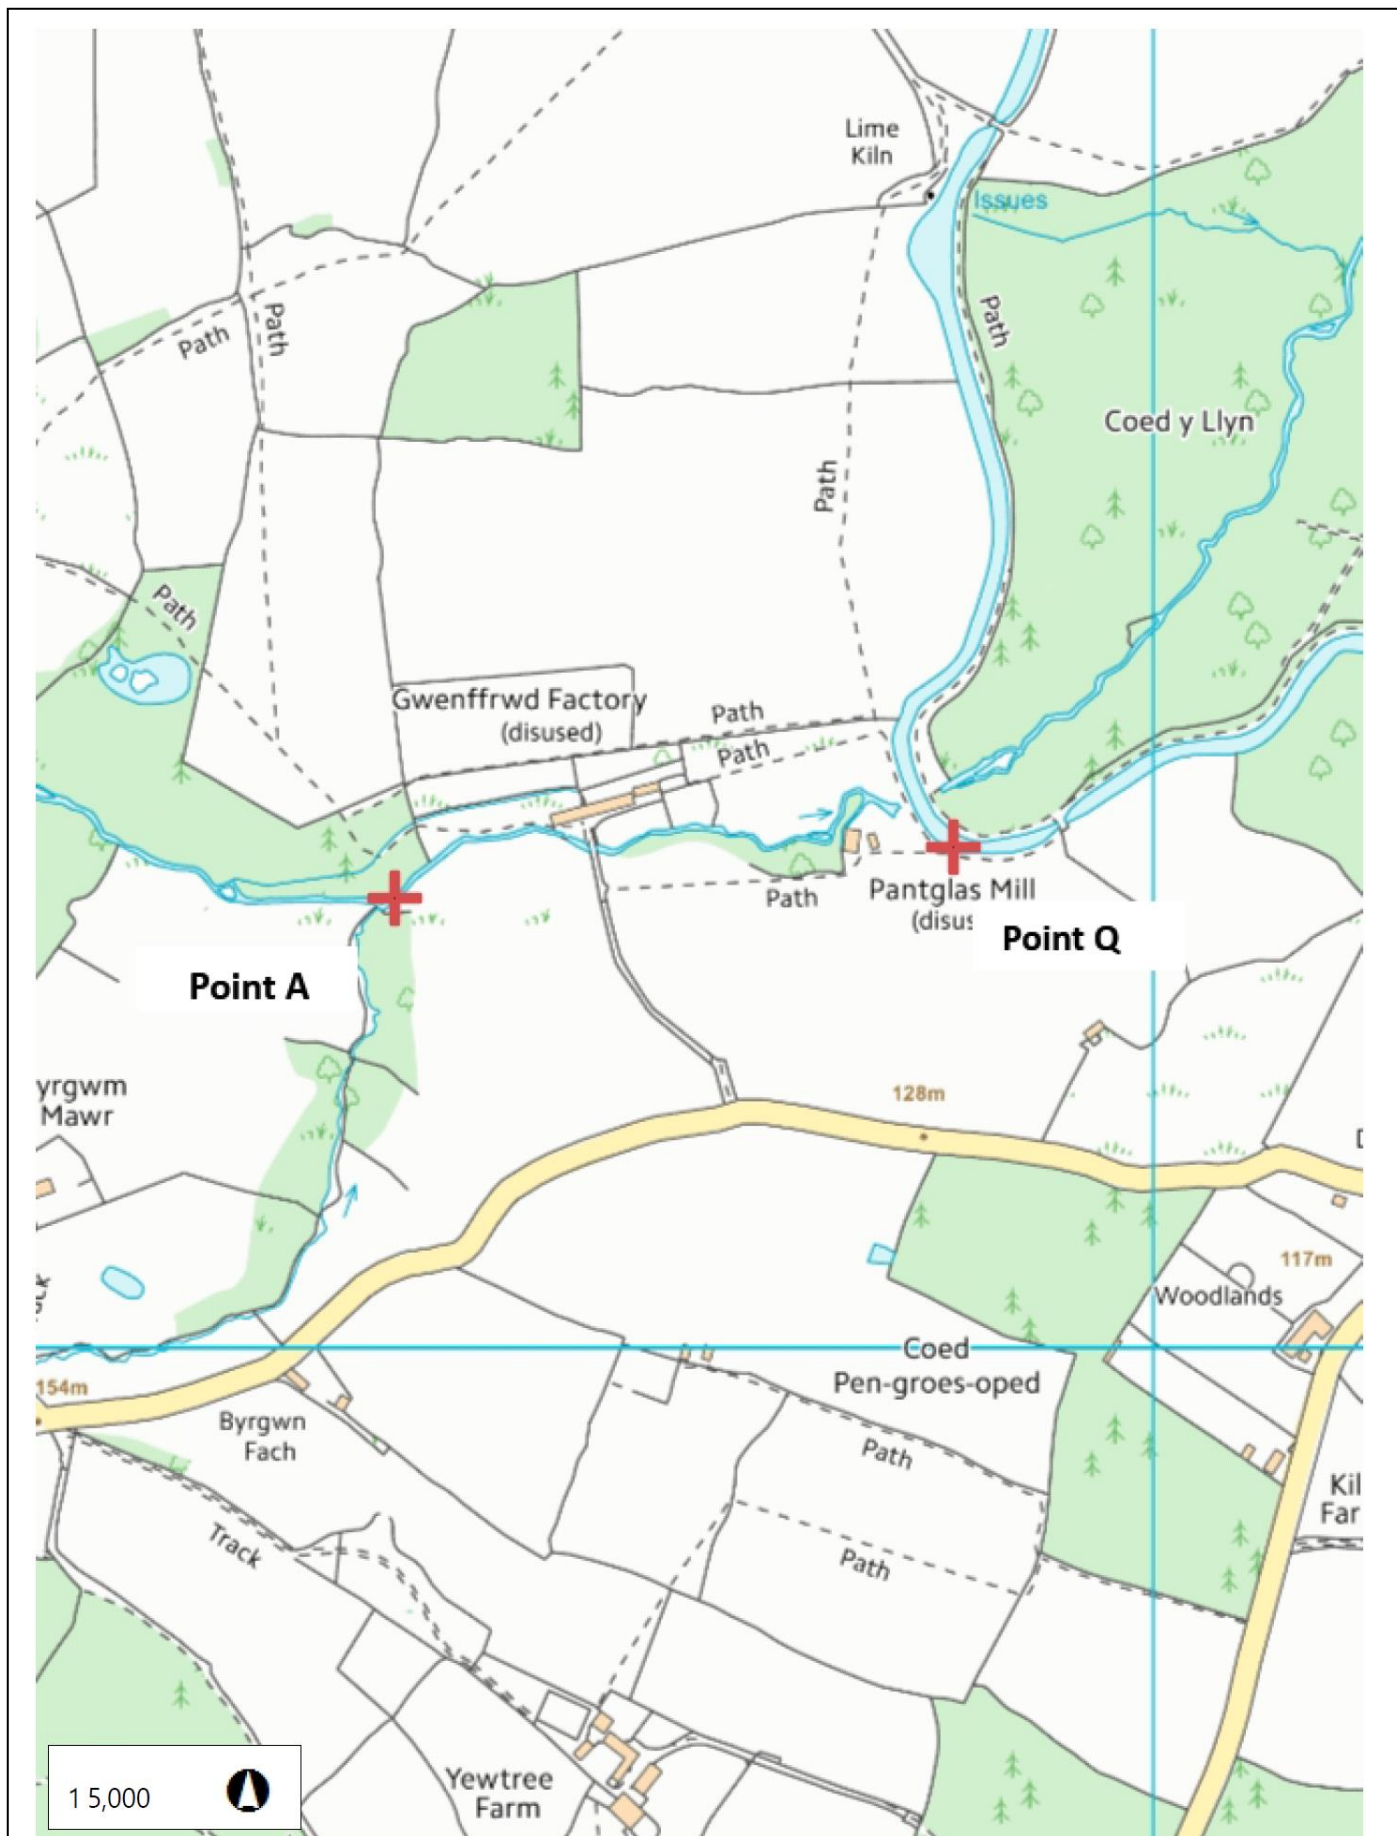 Lime
Kiln
Issues
Path
Path
Path
Coed y Llyn
Path
Path
Gwenffrwd Factory
(disused)
Path
Path
Path
Pantglas Mill
(disus
Point Q
Point A
yrgwm
Mawr
128m
117m
Woodlands
Coed
Pen-groes-oped
154m
Byrgwn
Fach
Path
Kil
Far
Track
Path
Yewtree
Farm
1 5,000